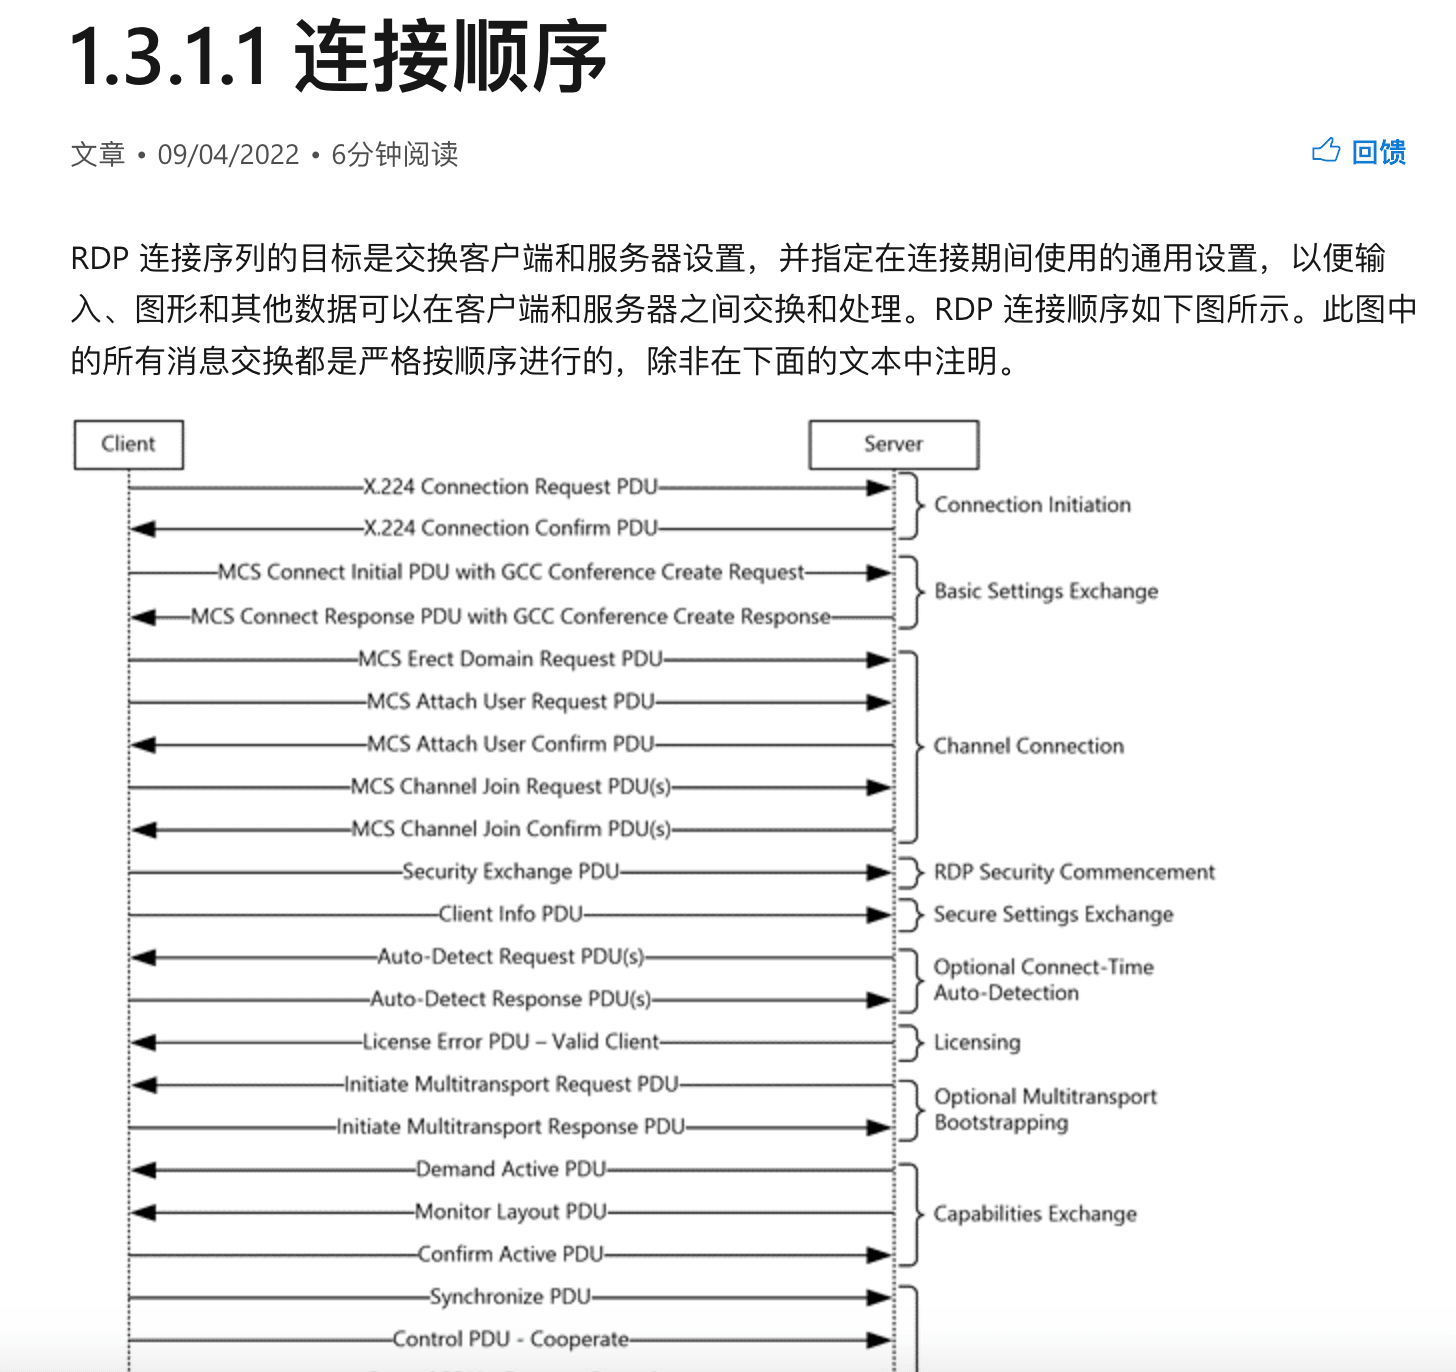 1.3.1.1 连接顺序
文章 • 09/04/2022 • 6分钟阅读
回馈
RDP 连接序列的目标是交换客户端和服务器设置，并指定在连接期间使用的通用设置，以便输
入、图形和其他数据可以在客户端和服务器之间交换和处理。RDP 连接顺序如下图所示。此图中
的所有消息交换都是严格按顺序进行的，除非在下面的文本中注明。
Client
Server
X.224 Connection Request PDU
X.224 Connection Confirm PDU
Connection Initiation
MCS Connect Initial PDU with GCC Conference Create Request
MCS Connect Response PDU with GCC Conference Create Response
Basic Settings Exchange
MCS Erect Domain Request PDU
MCS Attach User Request PDU
MCS Attach User Confirm PDU
MCS Channel Join Request PDU(s)
MCS Channel Join Confirm PDU(s)
Channel Connection
Security Exchange PDU
RDP Security Commencement
Client Info PDU
Secure Settings Exchange
Auto-Detect Request PDU(s)
Auto-Detect Response PDU(s)
Optional Connect-Time
Auto-Detection
License Error PDU – Valid Client
Licensing
Initiate Multitransport Request PDU
Initiate Multitransport Response PDU
Optional Multitransport
Bootstrapping
Demand Active PDU
Monitor Layout PDU
Confirm Active PDU
Capabilities Exchange
Synchronize PDU
Control PDU - Cooperate